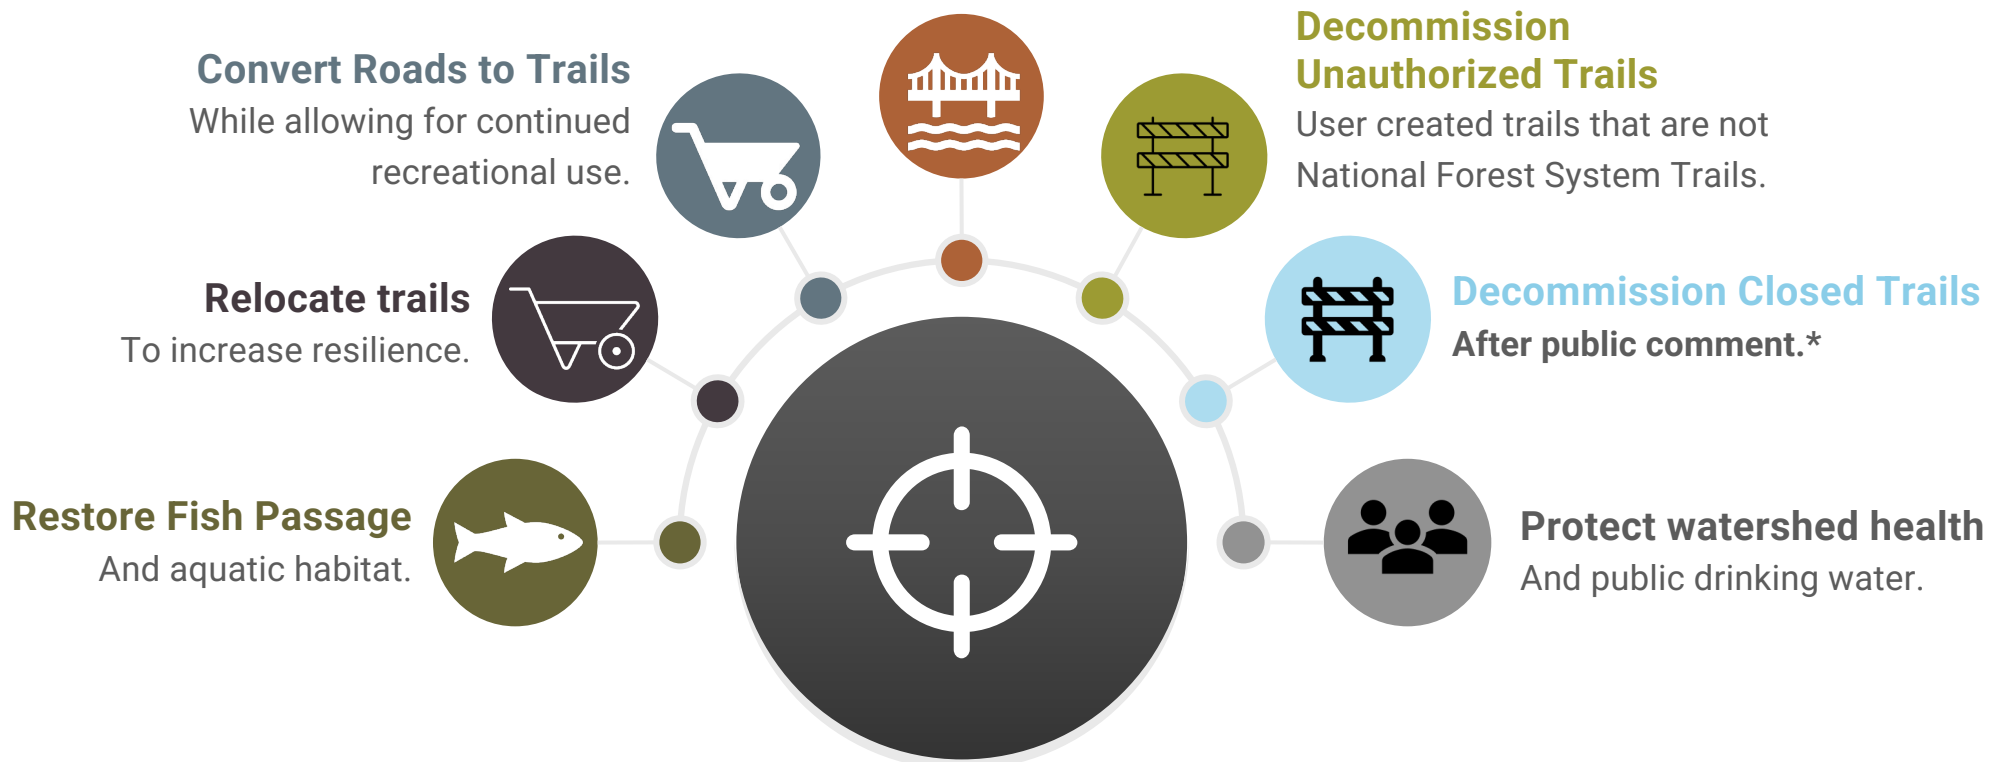 Convert Roads to Trails
While allowing for continued
recreational use.
Decommission
Unauthorized Trails
User created trails that are not
National Forest System Trails.
Relocate trails
To increase resilience.
Decommission Closed Trails
After public comment.*
Restore Fish Passage
And aquatic habitat.
Protect watershed health
And public drinking water.